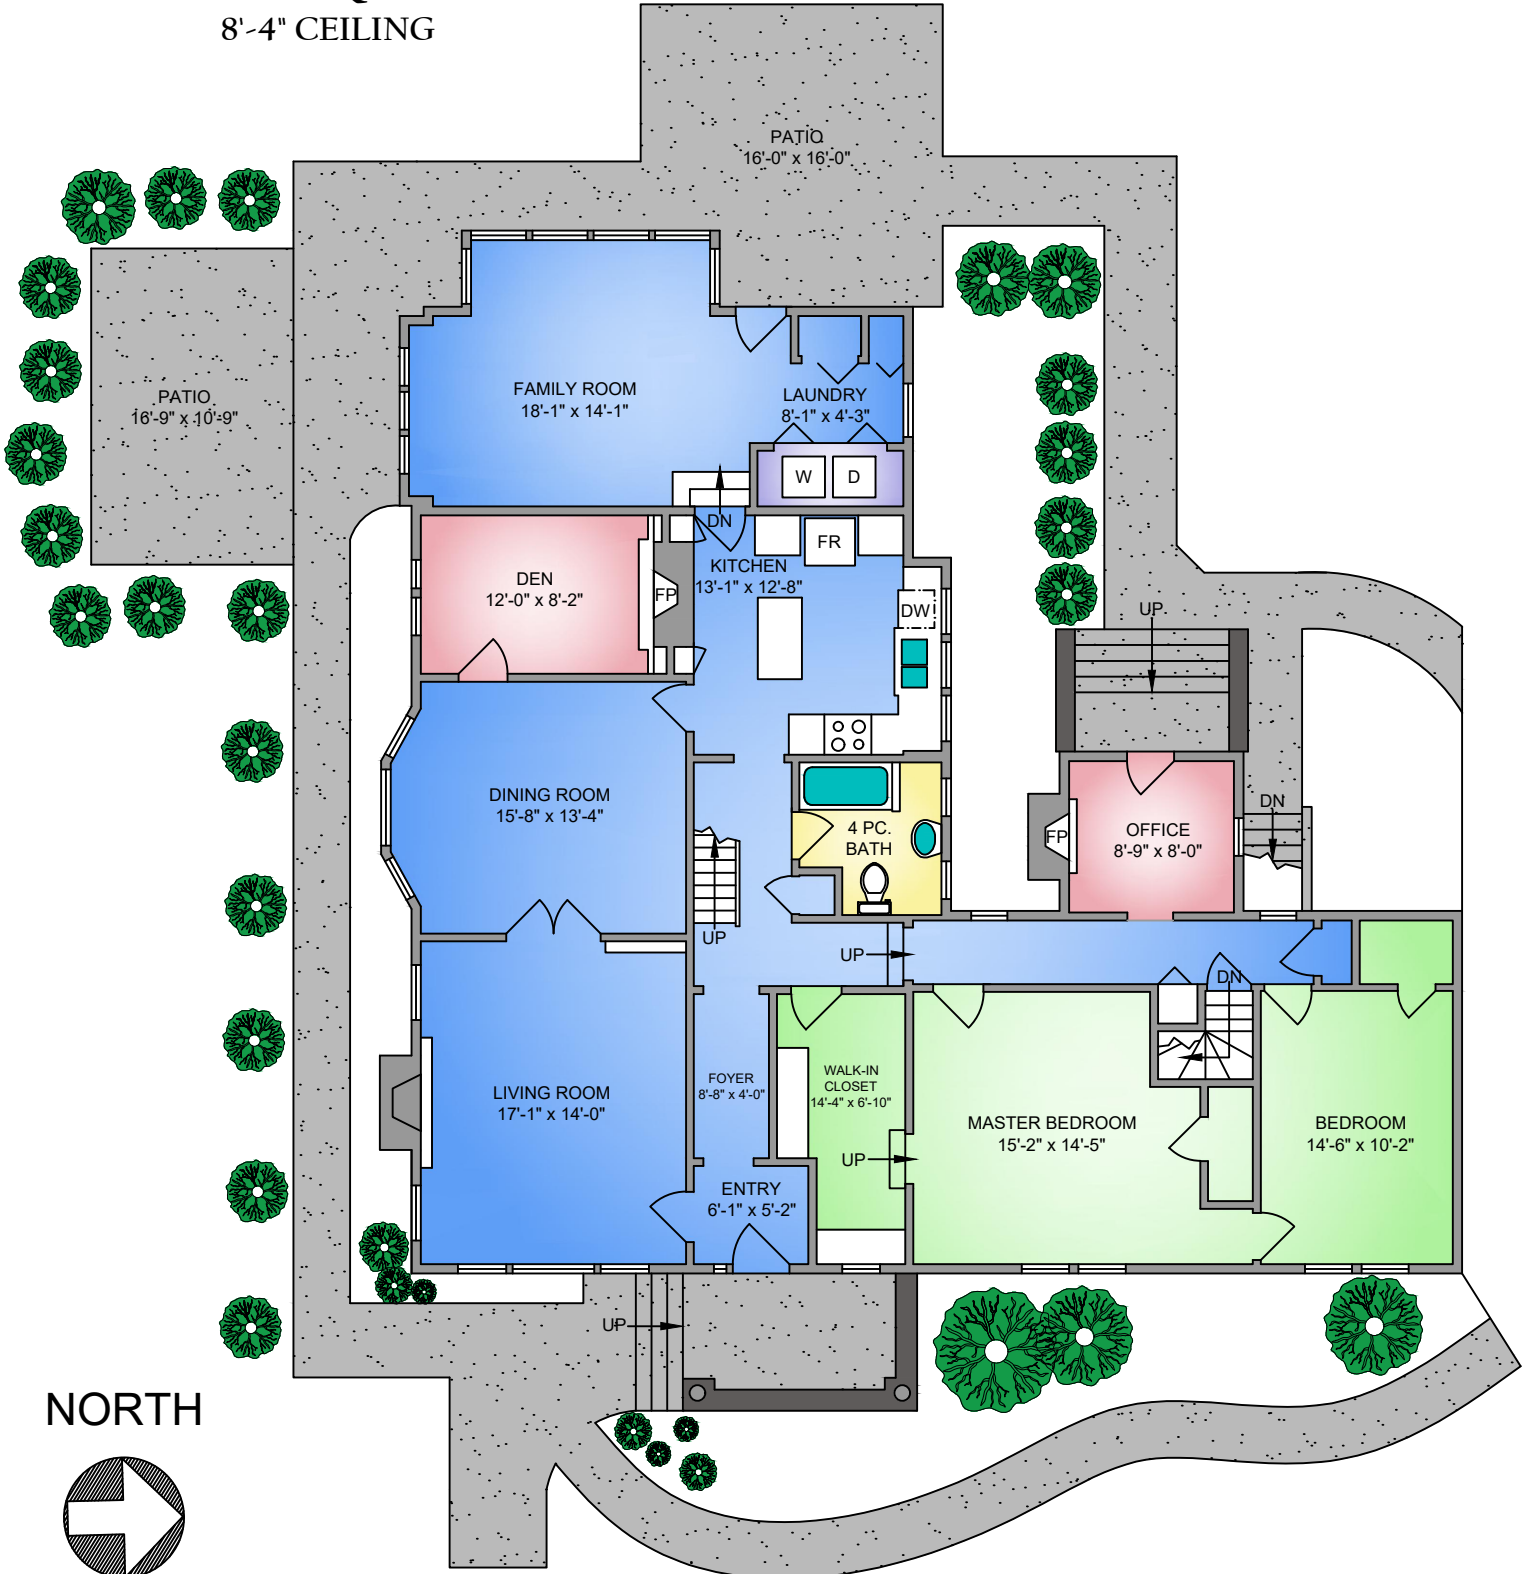 8'-4" CEILING
PATIO
16'-0" x 16'-0"
PATIO
16'-9" x 10'-9"
FAMILY ROOM
18'-1" x 14'-1"
LAUNDRY
8'-1" x 4'-3"
W
D
DN
FR
KITCHEN
13'-1" x 12'-8"
DEN
12'-0" x 8'-2"
FP
DW
UP
DINING ROOM
15'-8" x 13'-4"
4 PC.
BATH
FP
OFFICE
8'-9" x 8'-0"
DN
UP
UP
DN
LIVING ROOM
17'-1" x 14'-0"
FOYER
8'-8" x 4'-0"
WALK-IN
CLOSET
14'-4" x 6'-10"
UP
MASTER BEDROOM
15'-2" x 14'-5"
BEDROOM
14'-6" x 10'-2"
ENTRY
6'-1" x 5'-2"
UP
NORTH